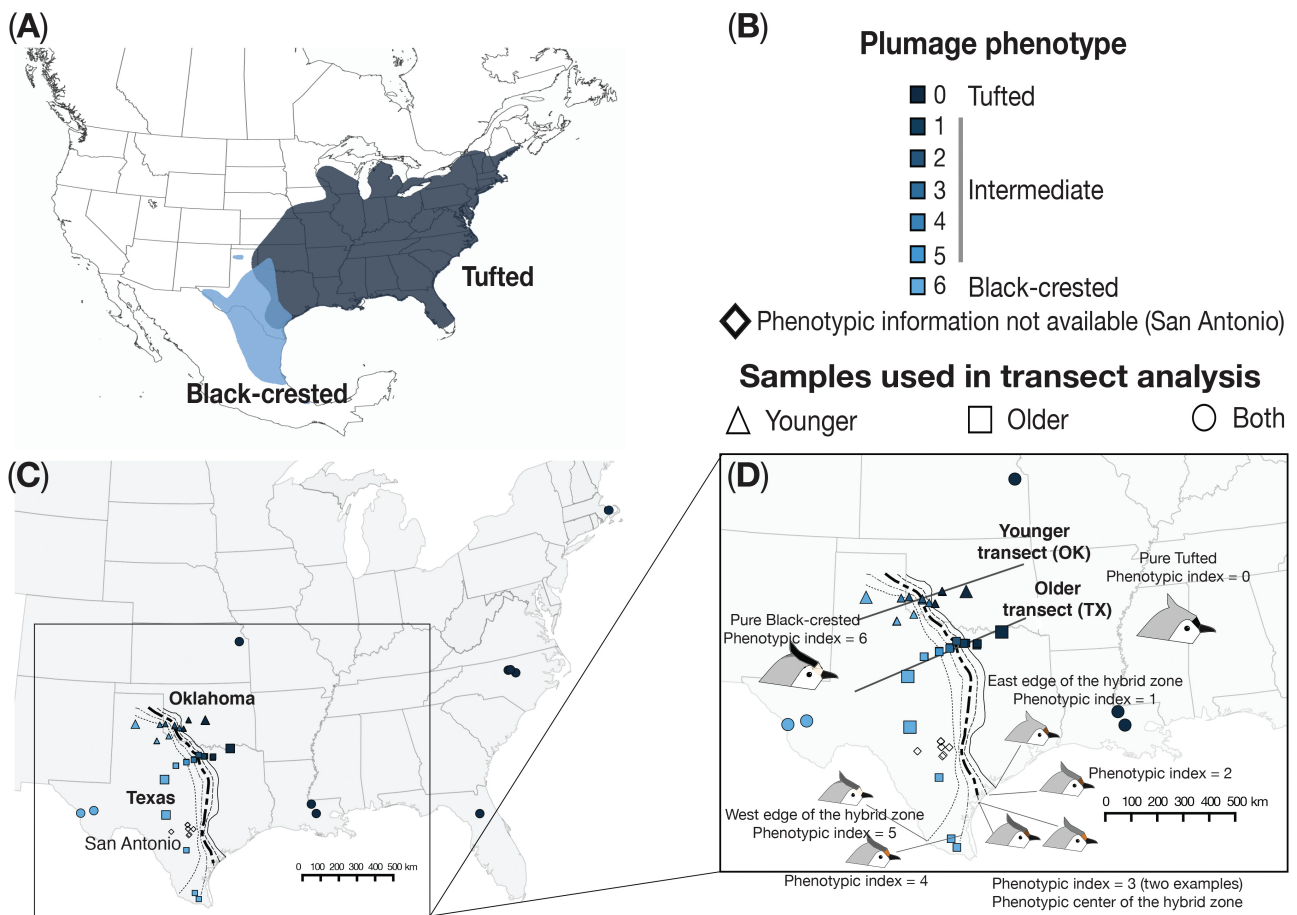 (A)
Tufted
Black-crested
(B)
Plumage phenotype
0 Tufted
1
2
3 Intermediate
4
5
6 Black-crested
Phenotypic information not available (San Antonio)
Samples used in transect analysis
Younger Older Both
(C)
Oklahoma
Texas
San Antonio
0 100 200 300 400 500 km
(D)
Younger
transect (OK)
Older
transect (TX)
Pure Tufted
Phenotypic index = 0
Pure Black-crested
Phenotypic index = 6
East edge of the hybrid zone
Phenotypic index = 1
Phenotypic index = 2
0 100 200 300 400 500 km
West edge of the hybrid zone
Phenotypic index = 5
Phenotypic index = 4
Phenotypic index = 3 (two examples)
Phenotypic center of the hybrid zone